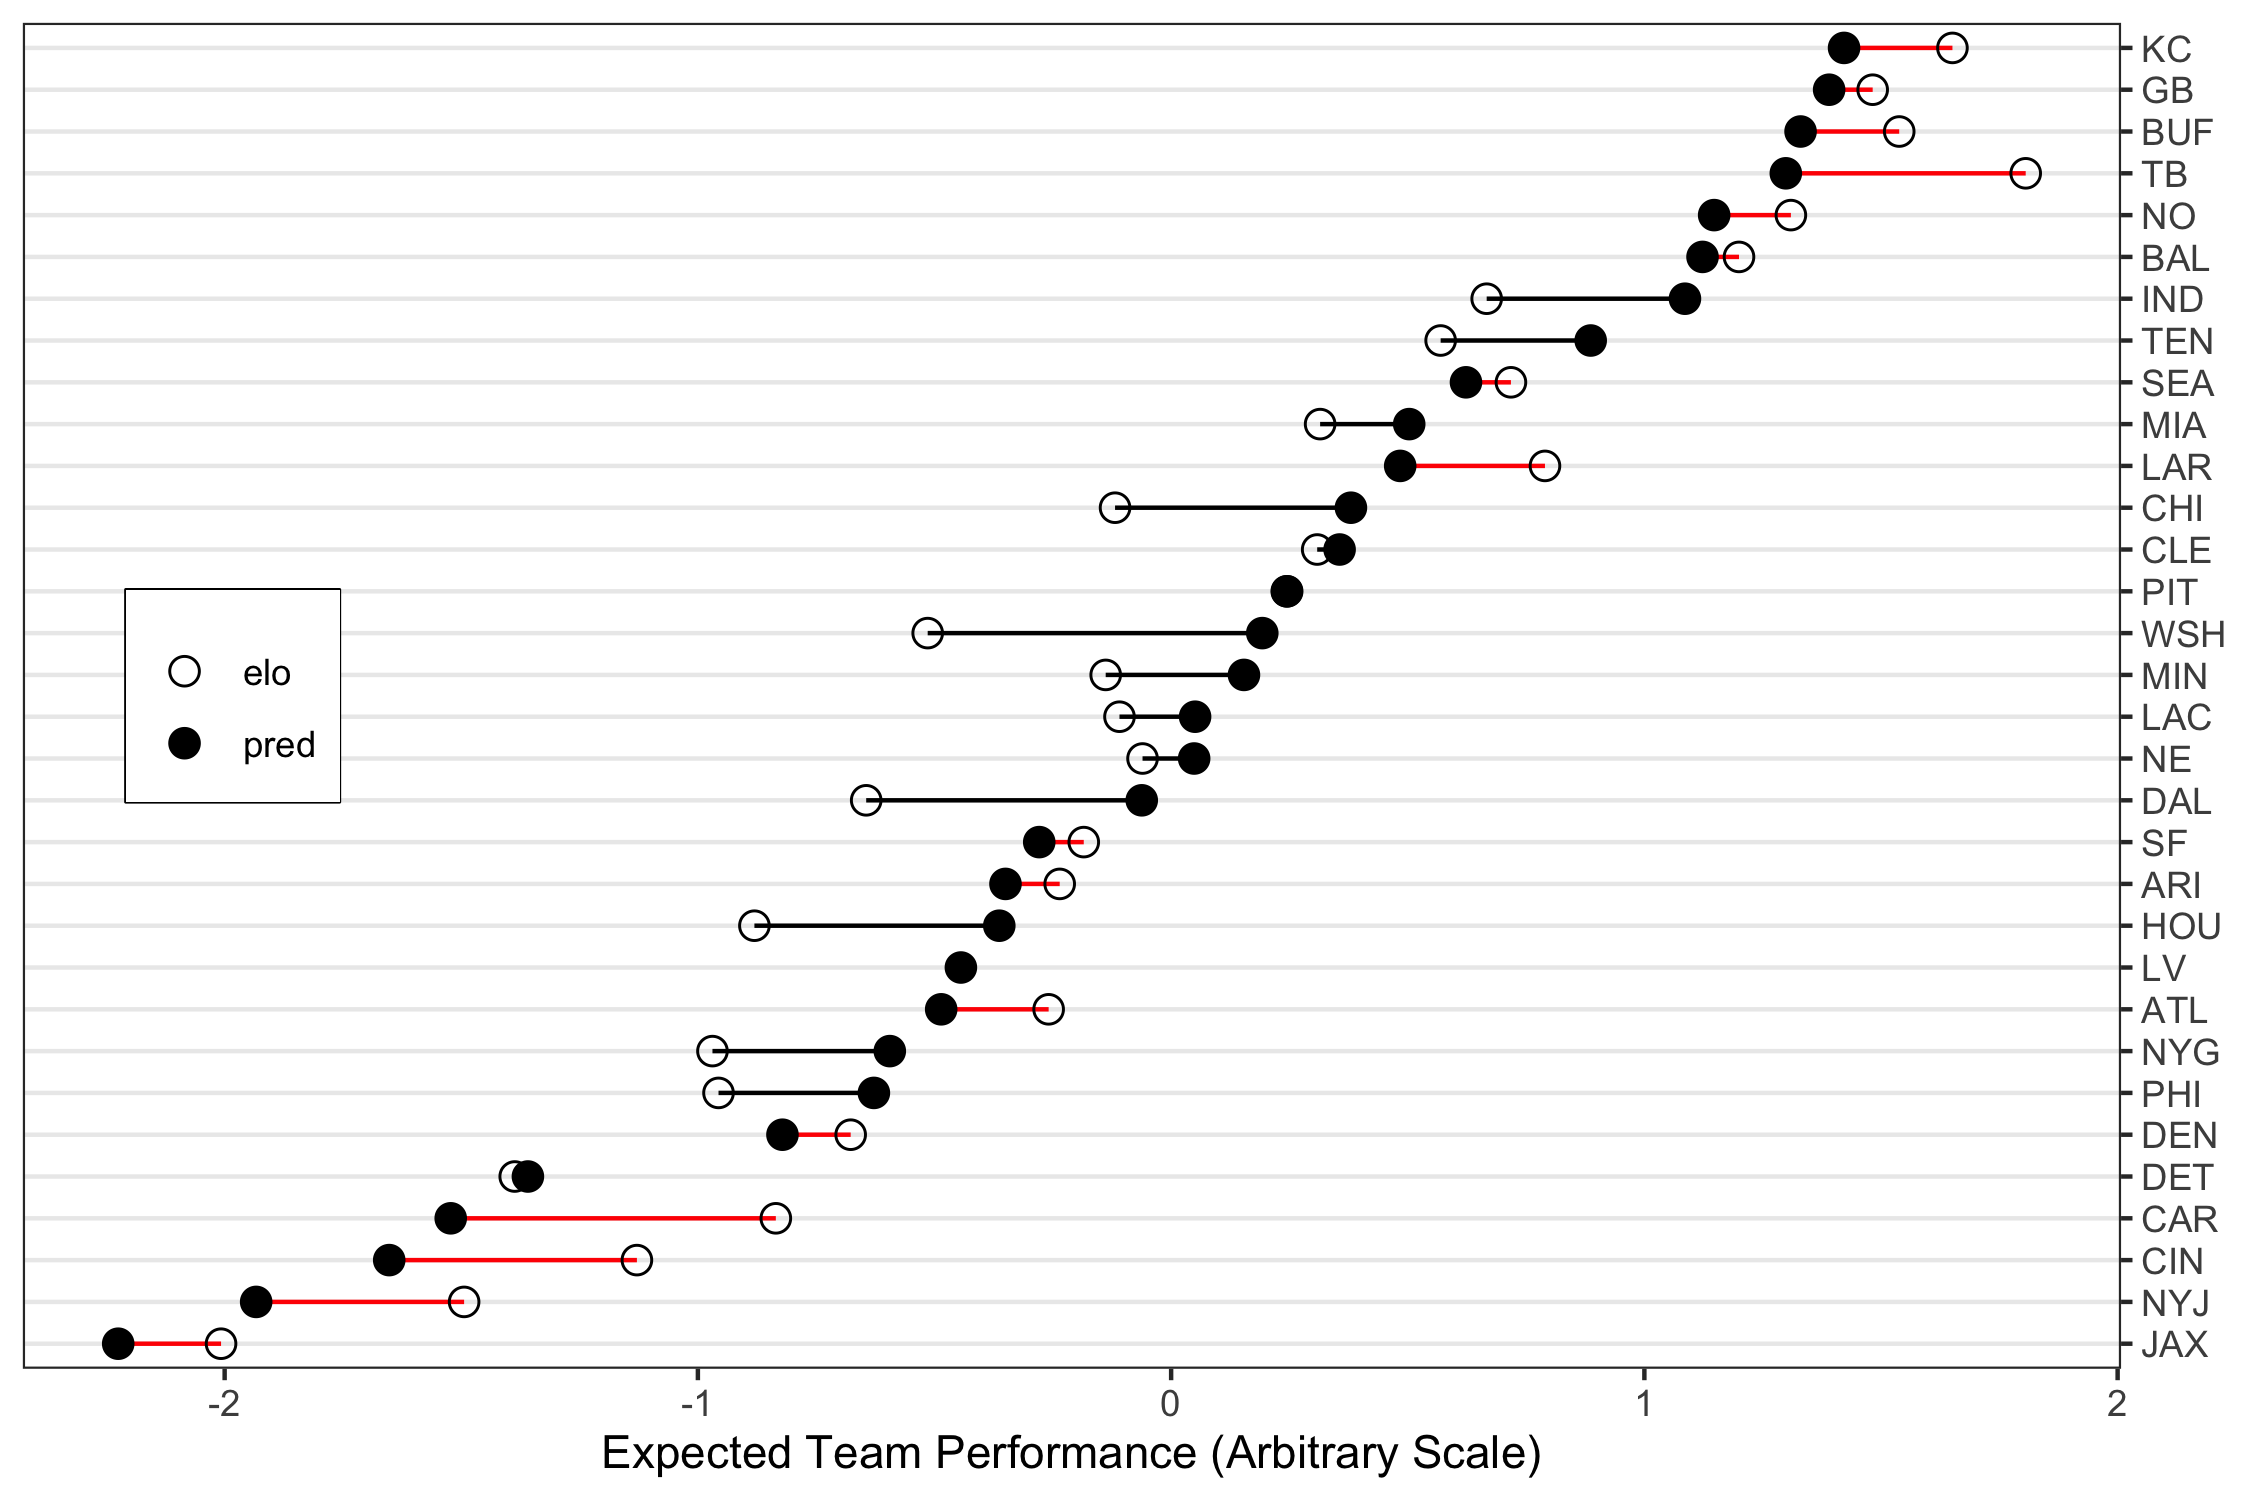 KC
GB
BUF
TB
NO
BAL
IND
TEN
SEA
MIA
LAR
CHI
CLE
PIT
WSH
MIN
LAC
NE
DAL
SF
ARI
HOU
LV
ATL
NYG
PHI
DEN
DET
CAR
CIN
NYJ
JAX
elo
pred
-2 -1 0 1 2
Expected Team Performance (Arbitrary Scale)